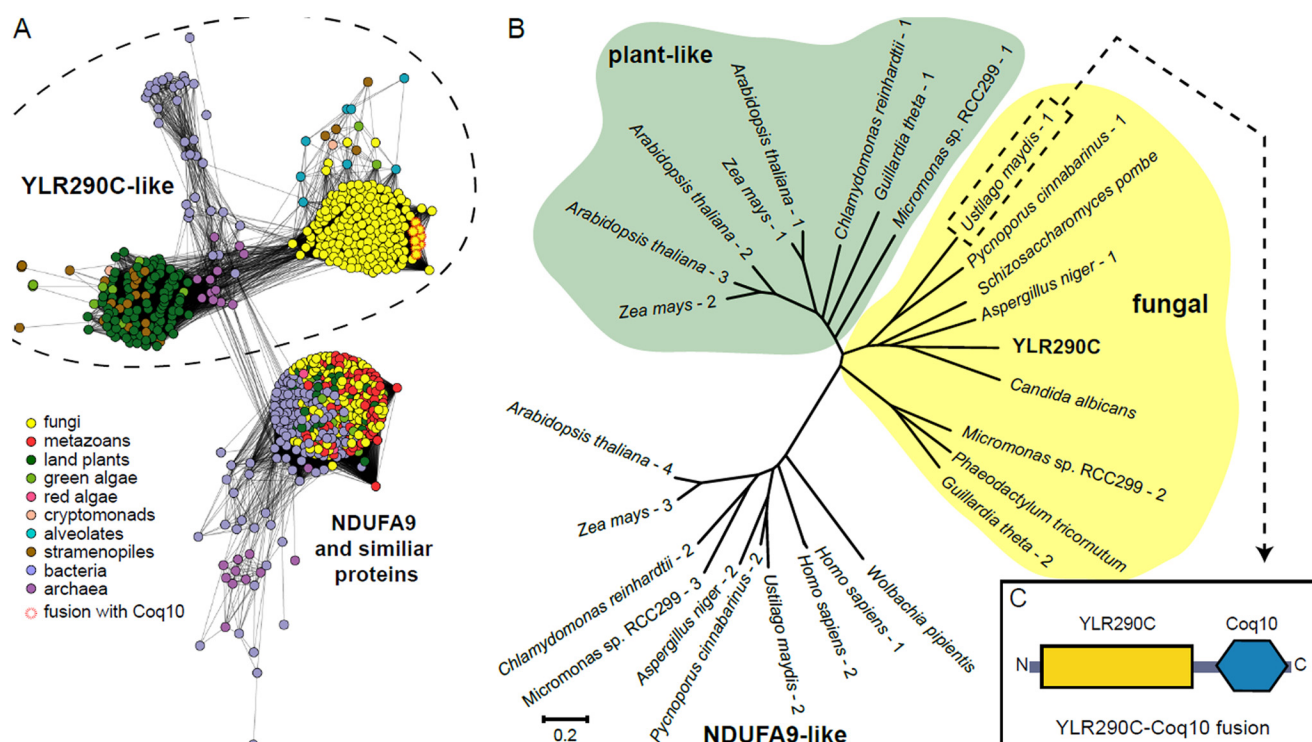 A
YLR290C-like
NDUFA9
and similiar
proteins
fungi
metazoans
land plants
green algae
red algae
cryptomonads
alveolates
stramenopiles
bacteria
archaea
fusion with Coq10
B
plant-like
Zea mays - 2
Arabidopsis thaliana - 3
Arabidopsis thaliana - 2
Zea mays - 1
Arabidopsis thaliana - 1
Chlamydomonas reinhardtii - 1
Guillardia theta - 1
Micromonas sp. RCC299 - 1
fungal
Ustilago maydis - 1
Pycnoporus cinnabarinus - 1
Schizosaccharomyces pombe
Aspergillus niger - 1
YLR290C
Candida albicans
Micromonas sp. RCC299 - 2
Phaeodactylum tricornutum
Guillardia theta - 2
Wolbachia pipientis
Homo sapiens - 1
Homo sapiens - 2
Ustilago maydis - 2
Pycnoporus cinnabarinus - 2
Aspergillus niger - 2
Micromonas sp. RCC299 - 3
Chlamydomonas reinhardtii - 2
Zea mays - 3
Arabidopsis thaliana - 4
NDUFA9-like
0.2
C
YLR290C
Coq10
N
C
YLR290C-Coq10 fusion